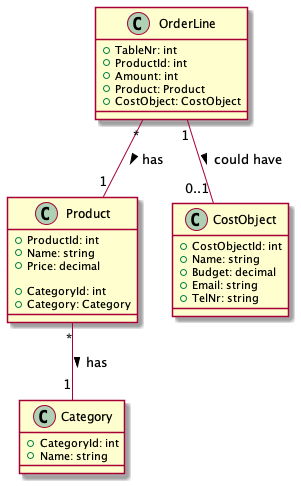 C OrderLine
TableNr: int
ProductId: int
Amount: int
Product: Product
CostObject: CostObject
* 1
has could have
1 0..1
C Product
ProductId: int
Name: string
Price: decimal
CategoryId: int
Category: Category
C CostObject
CostObjectId: int
Name: string
Budget: decimal
Email: string
TelNr: string
*
has
1
C Category
CategoryId: int
Name: string